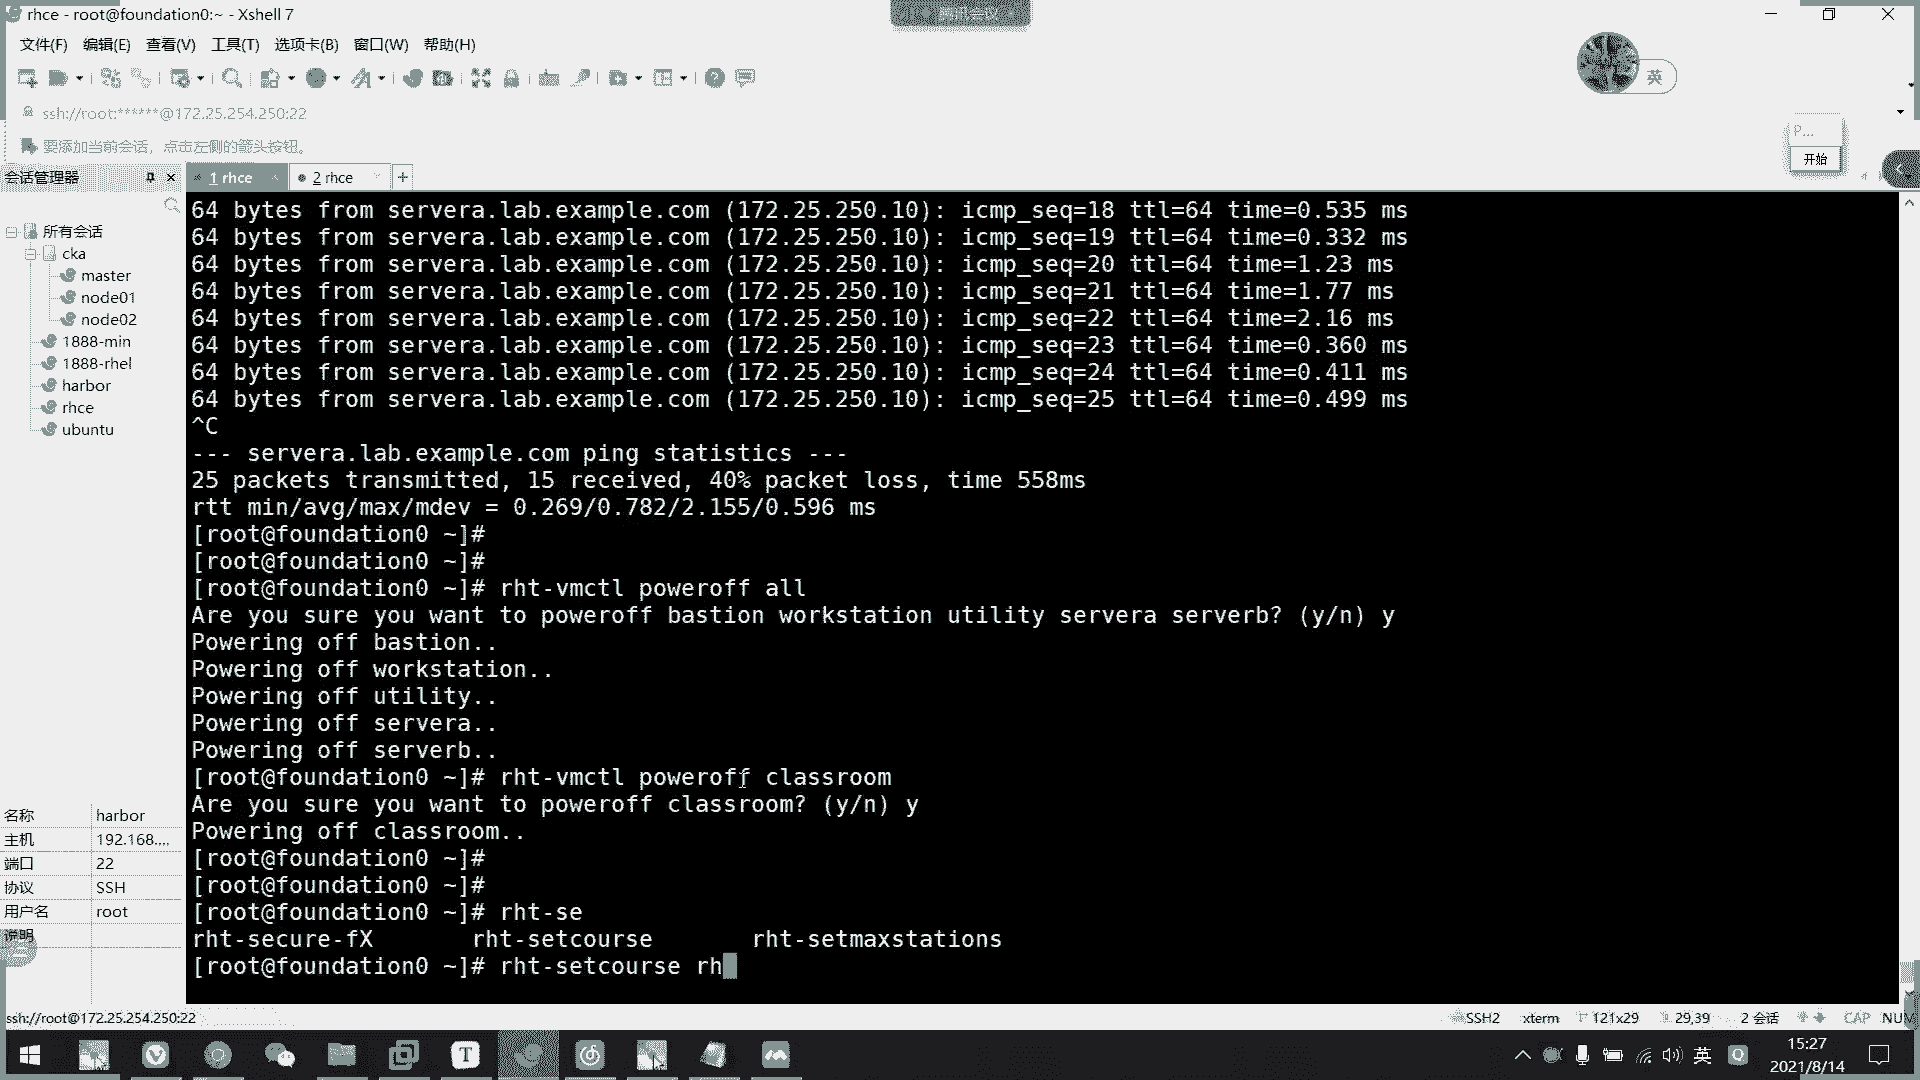 rhce - root@foundation0:~ - Xshell 7
腾讯会议
文件(F) 编辑(E) 查看(V) 工具(T) 选项卡(B) 窗口(W) 帮助(H)
英
ssh://root:******@172.25.254.250:22
P...
要添加当前会话，点击左侧的箭头按钮。
开始
会话管理器
1 rhce
2 rhce
所有会话
cka
master
node01
node02
1888-min
1888-rhel
harbor
rhce
ubuntu
64 bytes from servera.lab.example.com (172.25.250.10): icmp_seq=18 ttl=64 time=0.535 ms
64 bytes from servera.lab.example.com (172.25.250.10): icmp_seq=19 ttl=64 time=0.332 ms
64 bytes from servera.lab.example.com (172.25.250.10): icmp_seq=20 ttl=64 time=1.23 ms
64 bytes from servera.lab.example.com (172.25.250.10): icmp_seq=21 ttl=64 time=1.77 ms
64 bytes from servera.lab.example.com (172.25.250.10): icmp_seq=22 ttl=64 time=2.16 ms
64 bytes from servera.lab.example.com (172.25.250.10): icmp_seq=23 ttl=64 time=0.360 ms
64 bytes from servera.lab.example.com (172.25.250.10): icmp_seq=24 ttl=64 time=0.411 ms
64 bytes from servera.lab.example.com (172.25.250.10): icmp_seq=25 ttl=64 time=0.499 ms
^C
--- servera.lab.example.com ping statistics ---
25 packets transmitted, 15 received, 40% packet loss, time 558ms
rtt min/avg/max/mdev = 0.269/0.782/2.155/0.596 ms
[root@foundation0 ~]#
[root@foundation0 ~]#
[root@foundation0 ~]# rht-vmctl poweroff all
Are you sure you want to poweroff bastion workstation utility servera serverb? (y/n) y
Powering off bastion..
Powering off workstation..
Powering off utility..
Powering off servera..
Powering off serverb..
[root@foundation0 ~]# rht-vmctl poweroff classroom
Are you sure you want to poweroff classroom? (y/n) y
Powering off classroom..
[root@foundation0 ~]#
[root@foundation0 ~]#
[root@foundation0 ~]# rht-se
rht-secure-fX rht-setcourse rht-setmaxstations
[root@foundation0 ~]# rht-setcourse rh
名称 harbor
主机 192.168....
端口 22
协议 SSH
用户名 root
说明
ssh://root@172.25.254.250:22
SSH2 xterm 121x29 29,39 2 会话 CAP NUM
英
15:27
2021/8/14